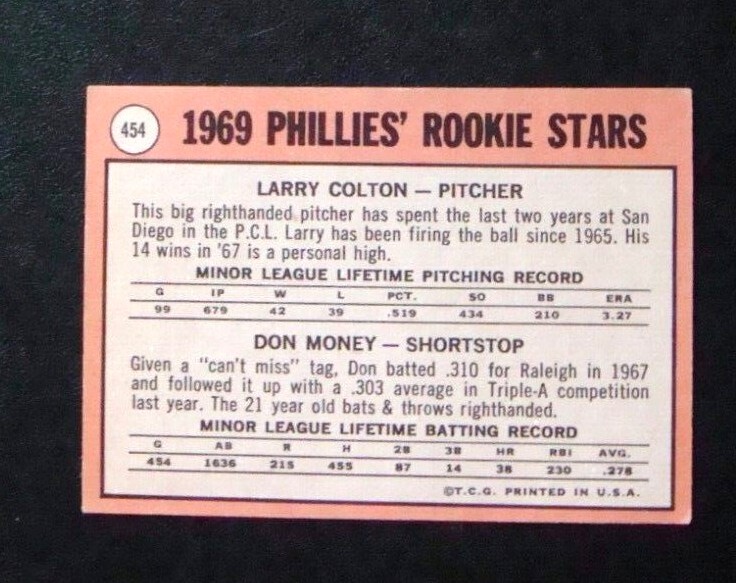 454 1969 PHILLIES' ROOKIE STARS
LARRY COLTON — PITCHER
This big righthanded pitcher has spent the last two years at San
Diego in the P.C.L. Larry has been firing the ball since 1965. His
14 wins in '67 is a personal high.
MINOR LEAGUE LIFETIME PITCHING RECORD
G IP W L PCT. SO BB ERA
99 679 42 39 .519 434 210 3.27
DON MONEY — SHORTSTOP
Given a "can't miss" tag, Don batted .310 for Raleigh in 1967
and followed it up with a .303 average in Triple-A competition
last year. The 21 year old bats & throws righthanded.
MINOR LEAGUE LIFETIME BATTING RECORD
G AB R H 2B 3B HR RBI AVG.
454 1636 215 455 87 14 38 230 .278
©T.C.G. PRINTED IN U.S.A.